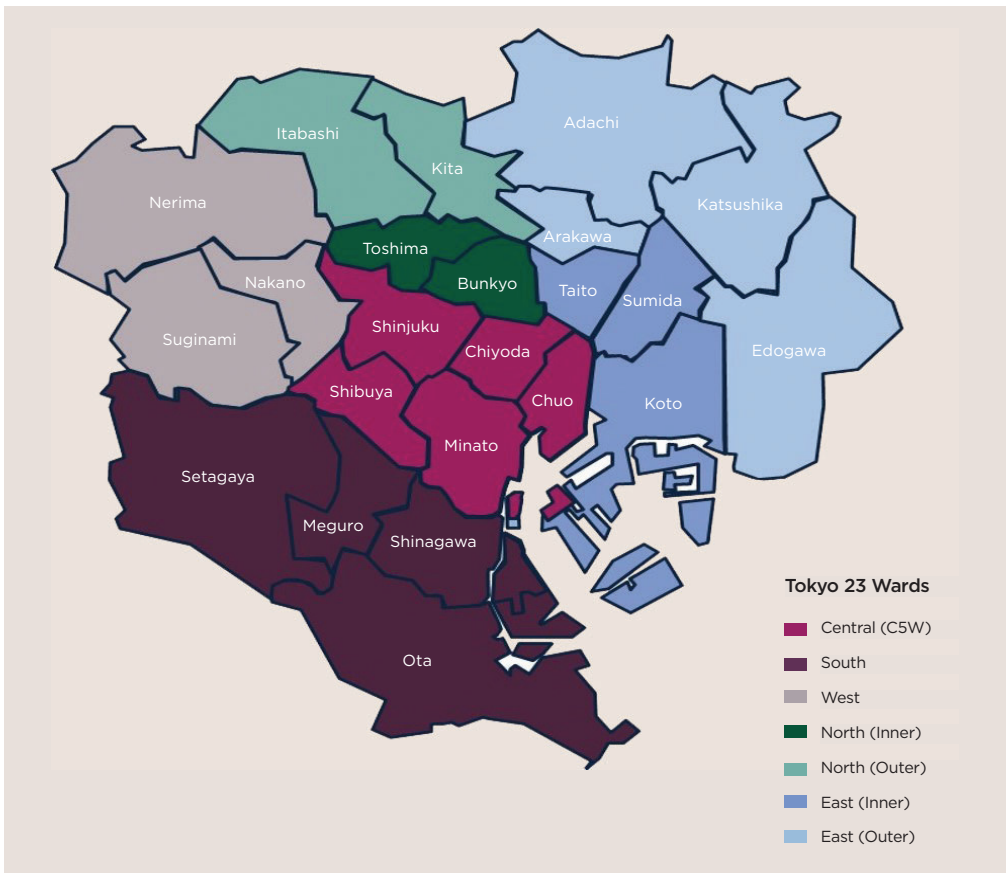 Adachi
Itabashi
Kita
Nerima
Katsushika
Arakawa
Toshima
Nakano
Bunkyo
Taito
Sumida
Shinjuku
Suginami
Chiyoda
Edogawa
Shibuya
Chuo
Koto
Minato
Setagaya
Meguro
Shinagawa
Ota
Tokyo 23 Wards
Central (C5W)
South
West
North (Inner)
North (Outer)
East (Inner)
East (Outer)